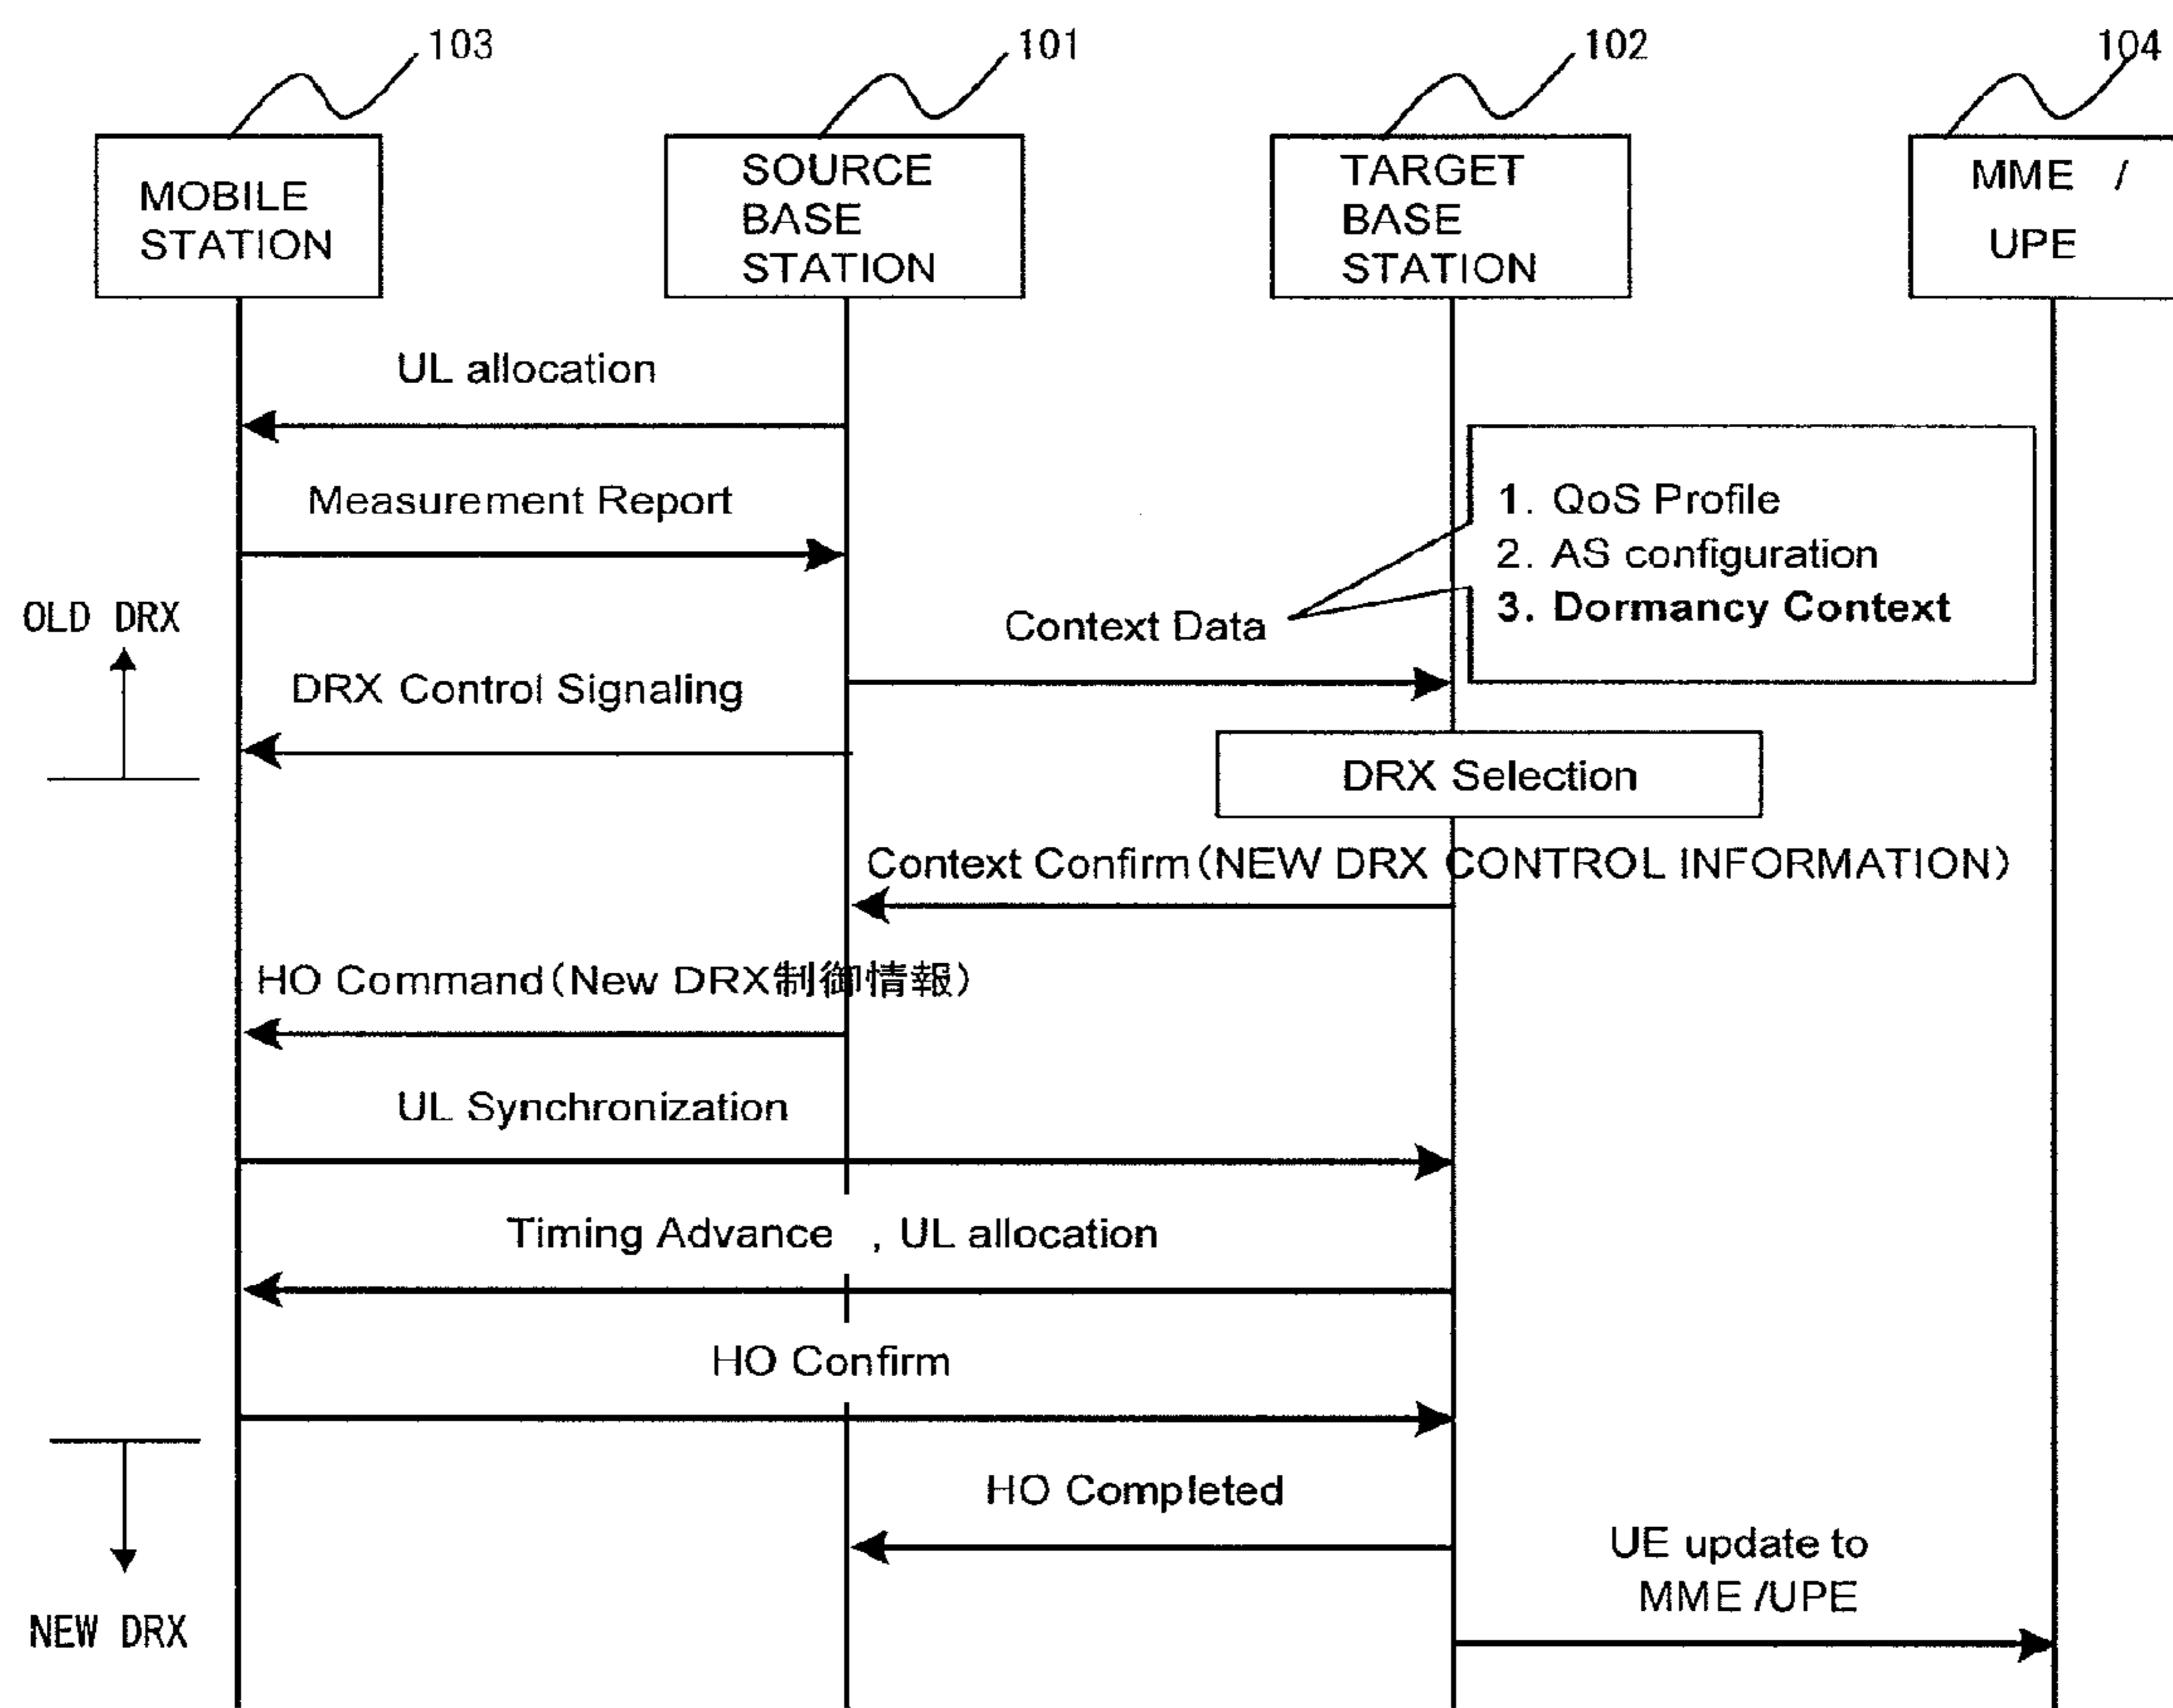 103
101
102
104
MOBILE
STATION
SOURCE
BASE
STATION
TARGET
BASE
STATION
MME /
UPE
UL allocation
Measurement Report
1. QoS Profile
2. AS configuration
3. Dormancy Context
OLD DRX
Context Data
DRX Control Signaling
DRX Selection
Context Confirm(NEW DRX CONTROL INFORMATION)
HO Command(New DRX制御情報)
UL Synchronization
Timing Advance , UL allocation
HO Confirm
HO Completed
UE update to
MME /UPE
NEW DRX